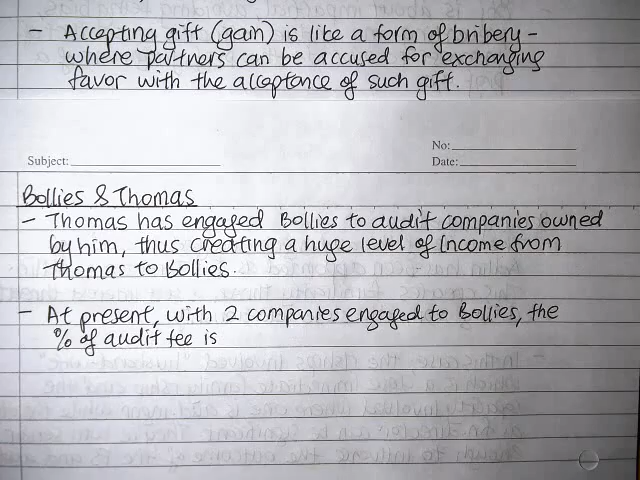 - Accepting gift (gain) is like a form of bribery -
where partners can be accused for exchanging
favor with the acceptance of such gift.
No:
Subject:
Date:
Bollies & Thomas
- Thomas has engaged Bollies to audit companies owned
by him, thus creating a huge level of Income from
Thomas to Bollies.
- At present, with 2 companies engaged to Bollies, the
% of audit fee is